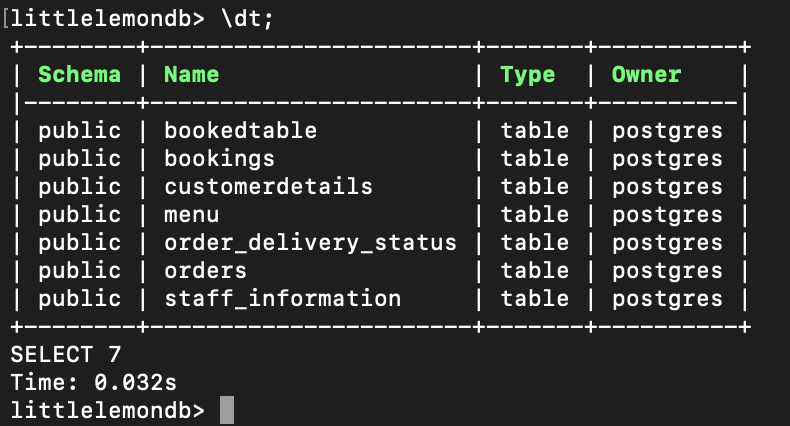 [littlelemondb> \dt;
+--------+-----------------------+-------+----------+
| Schema | Name                  | Type  | Owner    |
|--------+-----------------------+-------+----------|
| public | bookedtable           | table | postgres |
| public | bookings              | table | postgres |
| public | customerdetails       | table | postgres |
| public | menu                  | table | postgres |
| public | order_delivery_status | table | postgres |
| public | orders                | table | postgres |
| public | staff_information     | table | postgres |
+--------+-----------------------+-------+----------+
SELECT 7
Time: 0.032s
littlelemondb>